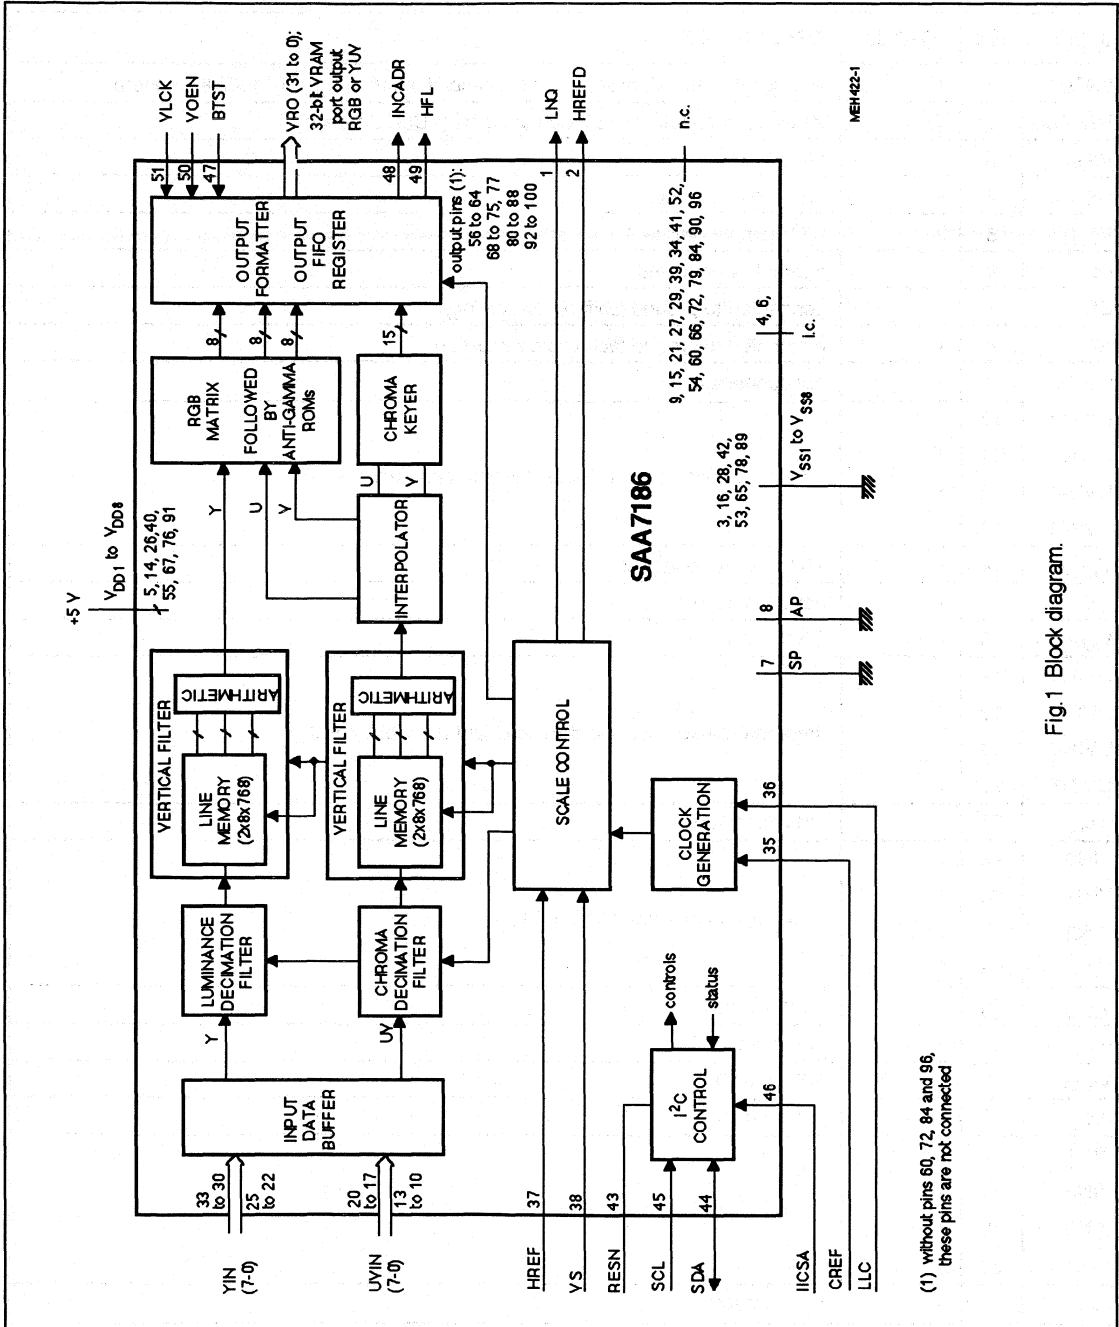 +5 V
VDD1 to VDD8
5, 14, 26,40,
55, 67, 76, 91
VLCK
VOEN
BTST
51
50
47
VRO (31 to 0);
32-bit VRAM
port output
RGB or YUV
INCADR
HFL
48
49
output pins (1):
56 to 64
68 to 75, 77
80 to 88
92 to 100
YIN
(7-0)
33
to 30
25
to 22
UVIN
(7-0)
20
to 17
13
to 10
INPUT
DATA
BUFFER
Y
UV
LUMINANCE
DECIMATION
FILTER
CHROMA
DECIMATION
FILTER
VERTICAL FILTER
LINE
MEMORY
(2x8x768)
ARITHMETIC
VERTICAL FILTER
LINE
MEMORY
(2x8x768)
ARITHMETIC
INTERPOLATOR
Y
U
V
U
V
RGB
MATRIX
FOLLOWED
BY
ANTI-GAMMA
ROMs
CHROMA
KEYER
8
8
8
15
OUTPUT
FORMATTER
OUTPUT
FIFO
REGISTER
SCALE CONTROL
CLOCK
GENERATION
I2C
CONTROL
controls
status
HREF
37
VS
38
RESN
43
SCL
45
SDA
44
IICSA
46
CREF
35
LLC
36
LNQ
1
HREFD
2
SAA7186
7
SP
8
AP
3, 16, 28, 42,
53, 65, 78, 89
VSS1 to VSS8
4, 6,
i.c.
9, 15, 21, 27, 29, 39, 34, 41, 52,
54, 60, 66, 72, 79, 84, 90, 96
n.c.
MEH422-1
(1) without pins 60, 72, 84 and 96,
these pins are not connected
Fig.1 Block diagram.